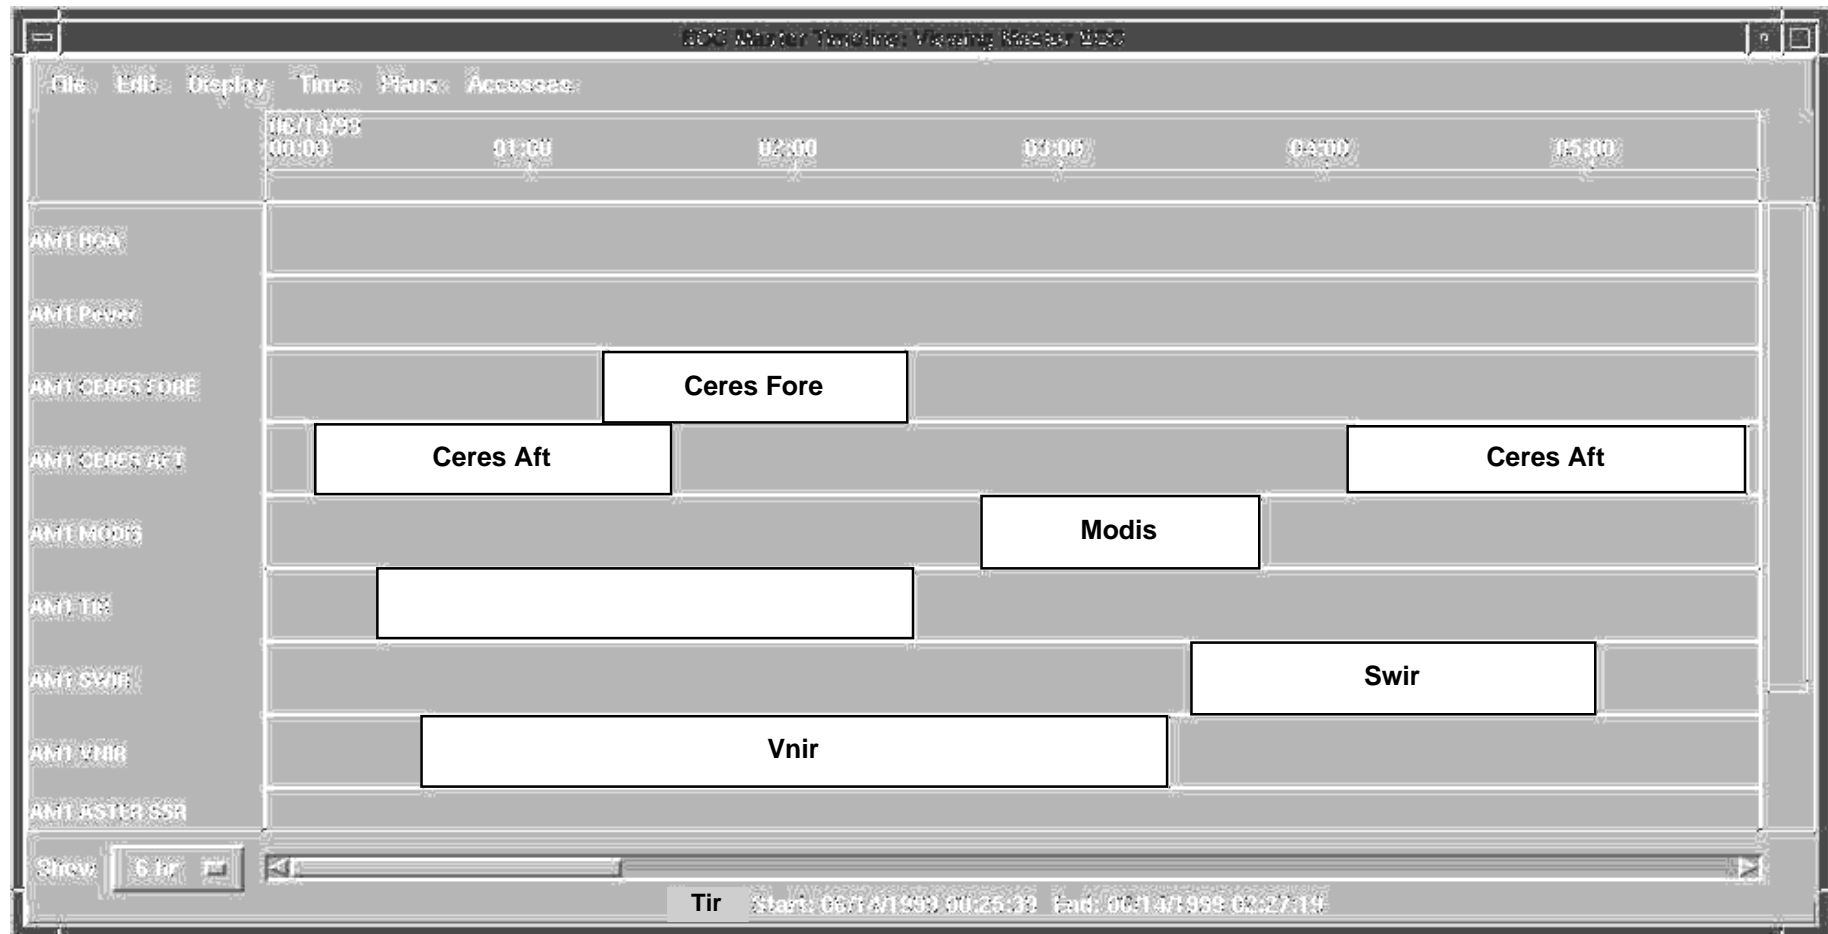 EOC Master Timeline: Viewing Master EOC
File Edit Display Time Plans Accesses
06/14/99
00:00 01:00 02:00 03:00 04:00 05:00
AM1 HGA
AM1 Power
AM1 CERES FORE Ceres Fore
AM1 CERES AFT Ceres Aft Ceres Aft
AM1 MODIS Modis
AM1 TIR
AM1 SWIR Swir
AM1 VNIR Vnir
AM1 ASTER SSR
Show 6 hr
Tir Start: 06/14/1999 00:25:39 End: 06/14/1999 02:27:19